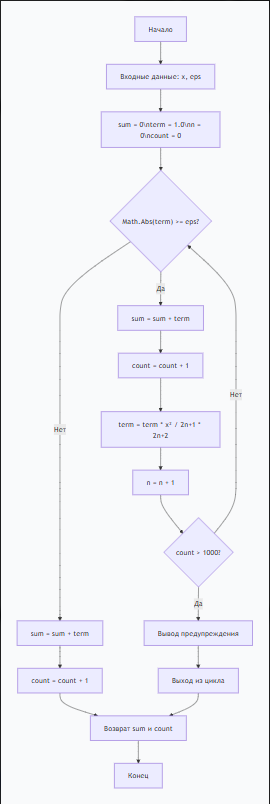 Начало
Входные данные: x, eps
sum = 0\nterm = 1.0\nn =
0\ncount = 0
Math.Abs(term) >= eps?
Да
sum = sum + term
count = count + 1
Нет
term = term * x² / 2n+1 *
2n+2
Нет
n = n + 1
count > 1000?
Да
sum = sum + term
Вывод предупреждения
count = count + 1
Выход из цикла
Возврат sum и count
Конец